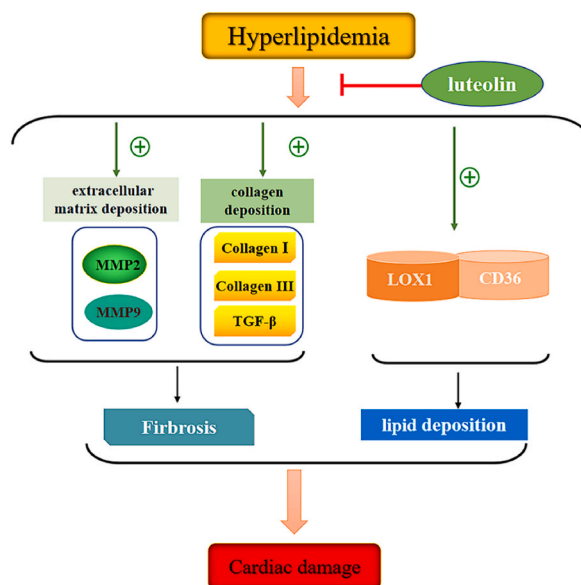 Hyperlipidemia
luteolin
extracellular
matrix deposition
collagen
deposition
MMP2
MMP9
Collagen I
Collagen III
TGF-β
LOX1
CD36
Firbrosis
lipid deposition
Cardiac damage